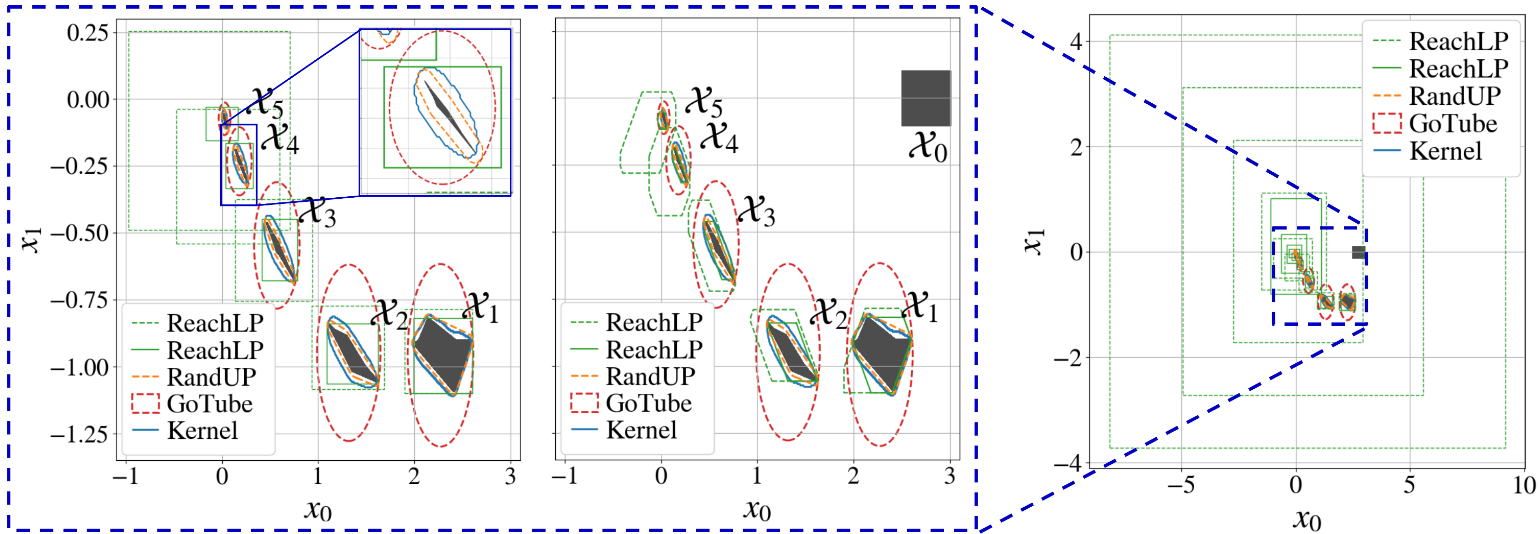 0.25
0.00
−0.25
−0.50
−0.75
−1.00
−1.25
x₁
𝒳₅
𝒳₄
𝒳₃
𝒳₂
𝒳₁
ReachLP
ReachLP
RandUP
GoTube
Kernel
−1
0
1
2
3
x₀
𝒳₅
𝒳₄
𝒳₀
𝒳₃
𝒳₂
𝒳₁
ReachLP
ReachLP
RandUP
GoTube
Kernel
−1
0
1
2
3
x₀
4
2
0
−2
−4
x₁
ReachLP
ReachLP
RandUP
GoTube
Kernel
−5
0
5
10
x₀